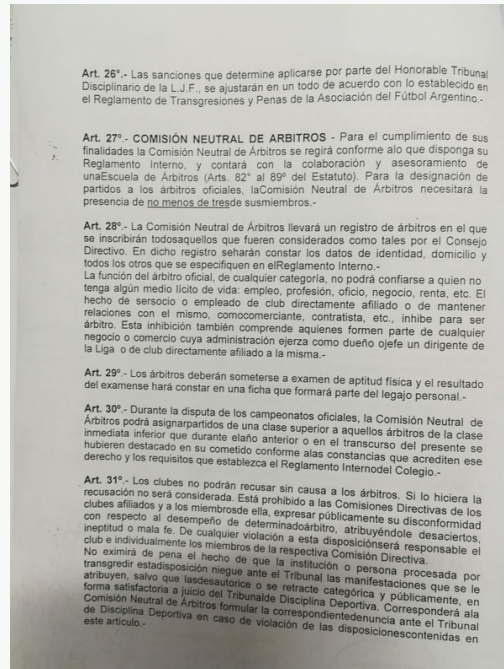 Art. 26º.- Las sanciones que determine aplicarse por parte del Honorable Tribunal
Disciplinario de la L.J.F., se ajustarán en un todo de acuerdo con lo establecido en
el Reglamento de Transgresiones y Penas de la Asociación del Fútbol Argentino.-
Art. 27º.- COMISIÓN NEUTRAL DE ARBITROS - Para el cumplimiento de sus
finalidades la Comisión Neutral de Árbitros se regirá conforme alo que disponga su
Reglamento Interno, y contará con la colaboración y asesoramiento de
unaEscuela de Árbitros (Arts. 82° al 89º del Estatuto). Para la designación de
partidos a los árbitros oficiales, laComisión Neutral de Árbitros necesitará la
presencia de no menos de tresde susmiembros.-
Art. 28º.- La Comisión Neutral de Árbitros llevará un registro de árbitros en el que
se inscribirán todosaquellos que fueren considerados como tales por el Consejo
Directivo. En dicho registro seharán constar los datos de identidad, domicilio y
todos los otros que se especifiquen en elReglamento Interno.-
La función del árbitro oficial, de cualquier categoría, no podrá confiarse a quien no
tenga algún medio lícito de vida: empleo, profesión, oficio, negocio, renta, etc. El
hecho de sersocio o empleado de club directamente afiliado o de mantener
relaciones con el mismo, comocomerciante, contratista, etc., inhibe para ser
árbitro. Esta inhibición también comprende aquienes formen parte de cualquier
negocio o comercio cuya administración ejerza como dueño ojefe un dirigente de
la Liga o de club directamente afiliado a la misma.-
Art. 29º.- Los árbitros deberán someterse a examen de aptitud física y el resultado
del examense hará constar en una ficha que formará parte del legajo personal.-
Art. 30º.- Durante la disputa de los campeonatos oficiales, la Comisión Neutral de
Árbitros podrá asignarpartidos de una clase superior a aquellos árbitros de la clase
inmediata inferior que durante elaño anterior o en el transcurso del presente se
hubieren destacado en su cometido conforme alas constancias que acrediten ese
derecho y los requisitos que establezca el Reglamento Internodel Colegio.-
Art. 31º.- Los clubes no podrán recusar sin causa a los árbitros. Si lo hiciera la
recusación no será considerada. Está prohibido a las Comisiones Directivas de los
clubes afiliados y a los miembrosde ella, expresar públicamente su disconformidad
con respecto al desempeño de determinadoárbitro, atribuyéndole desaciertos,
ineptitud o mala fe. De cualquier violación a esta disposiciónserá responsable el
club e individualmente los miembros de la respectiva Comisión Directiva.
No eximirá de pena el hecho de que la institución o persona procesada por
transgredir estadisposición niegue ante el Tribunal las manifestaciones que se le
atribuyen, salvo que lasdesautorice o se retracte categórica y públicamente, en
forma satisfactoria a juicio del Tribunalde Disciplina Deportiva. Corresponderá ala
Comisión Neutral de Árbitros formular la correspondientedenuncia ante el Tribunal
de Disciplina Deportiva en caso de violación de las disposicionescontenidas en
este artículo.-